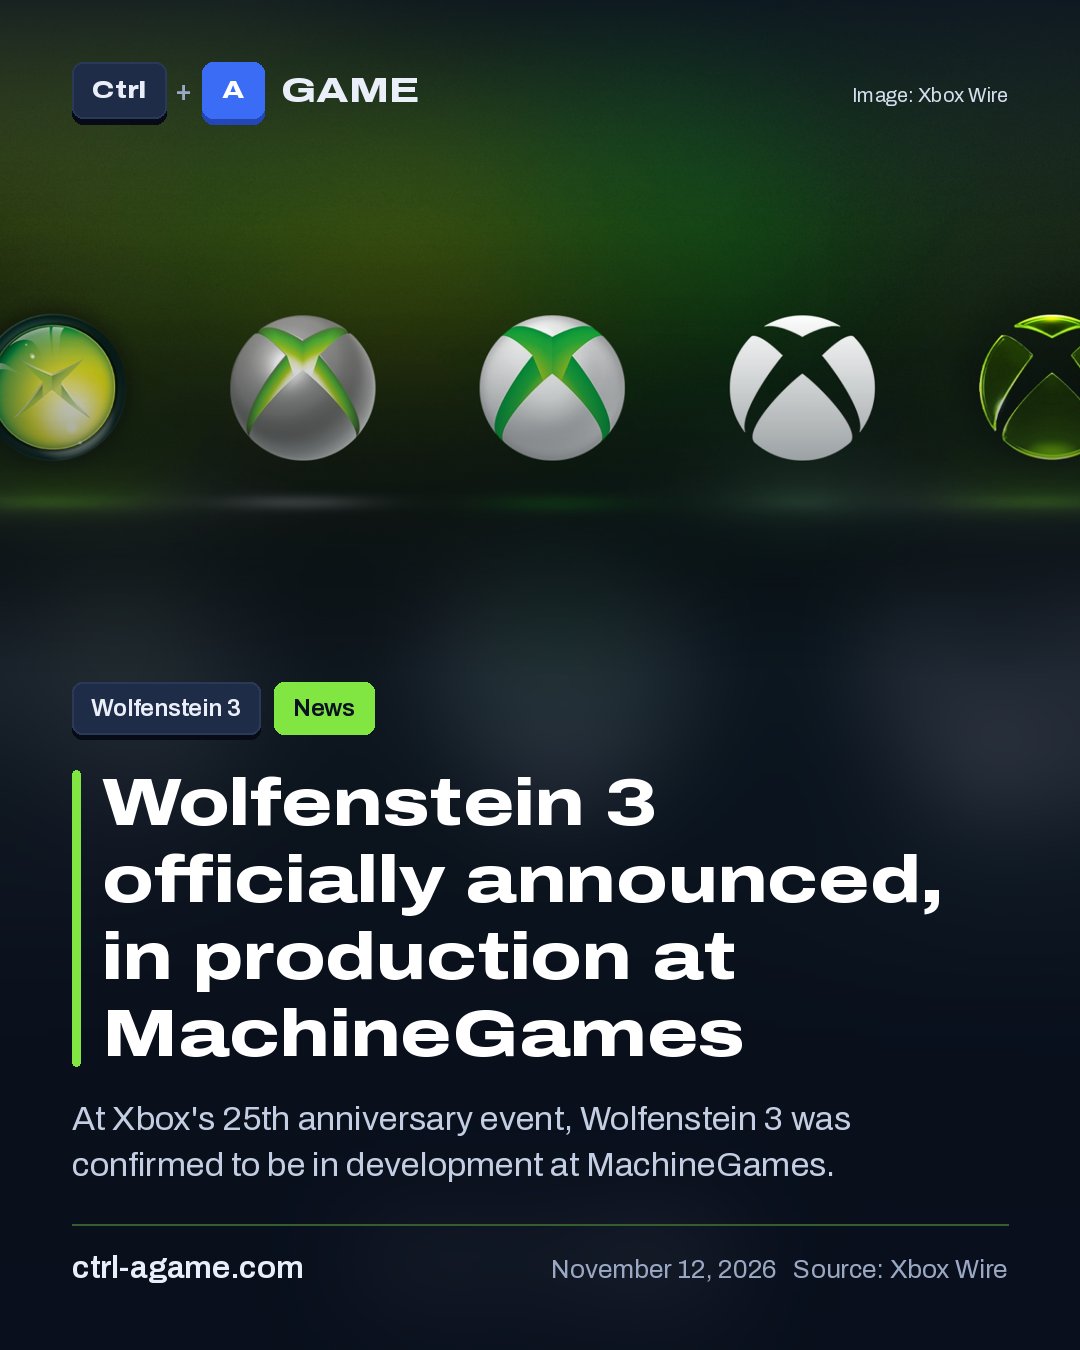 Ctrl + A GAME
Image: Xbox Wire
Wolfenstein 3
News
Wolfenstein 3
officially announced,
in production at
MachineGames
At Xbox's 25th anniversary event, Wolfenstein 3 was
confirmed to be in development at MachineGames.
ctrl-agame.com
November 12, 2026 Source: Xbox Wire